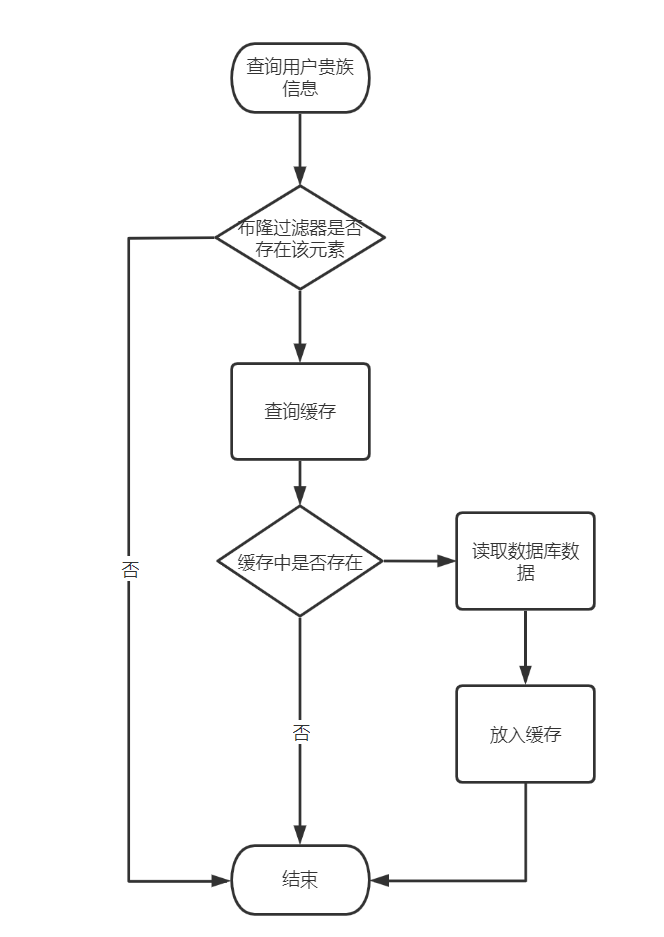 查询用户贵族
信息
布隆过滤器是否
存在该元素
查询缓存
缓存中是否存在
读取数据库数
据
否
否
放入缓存
结束